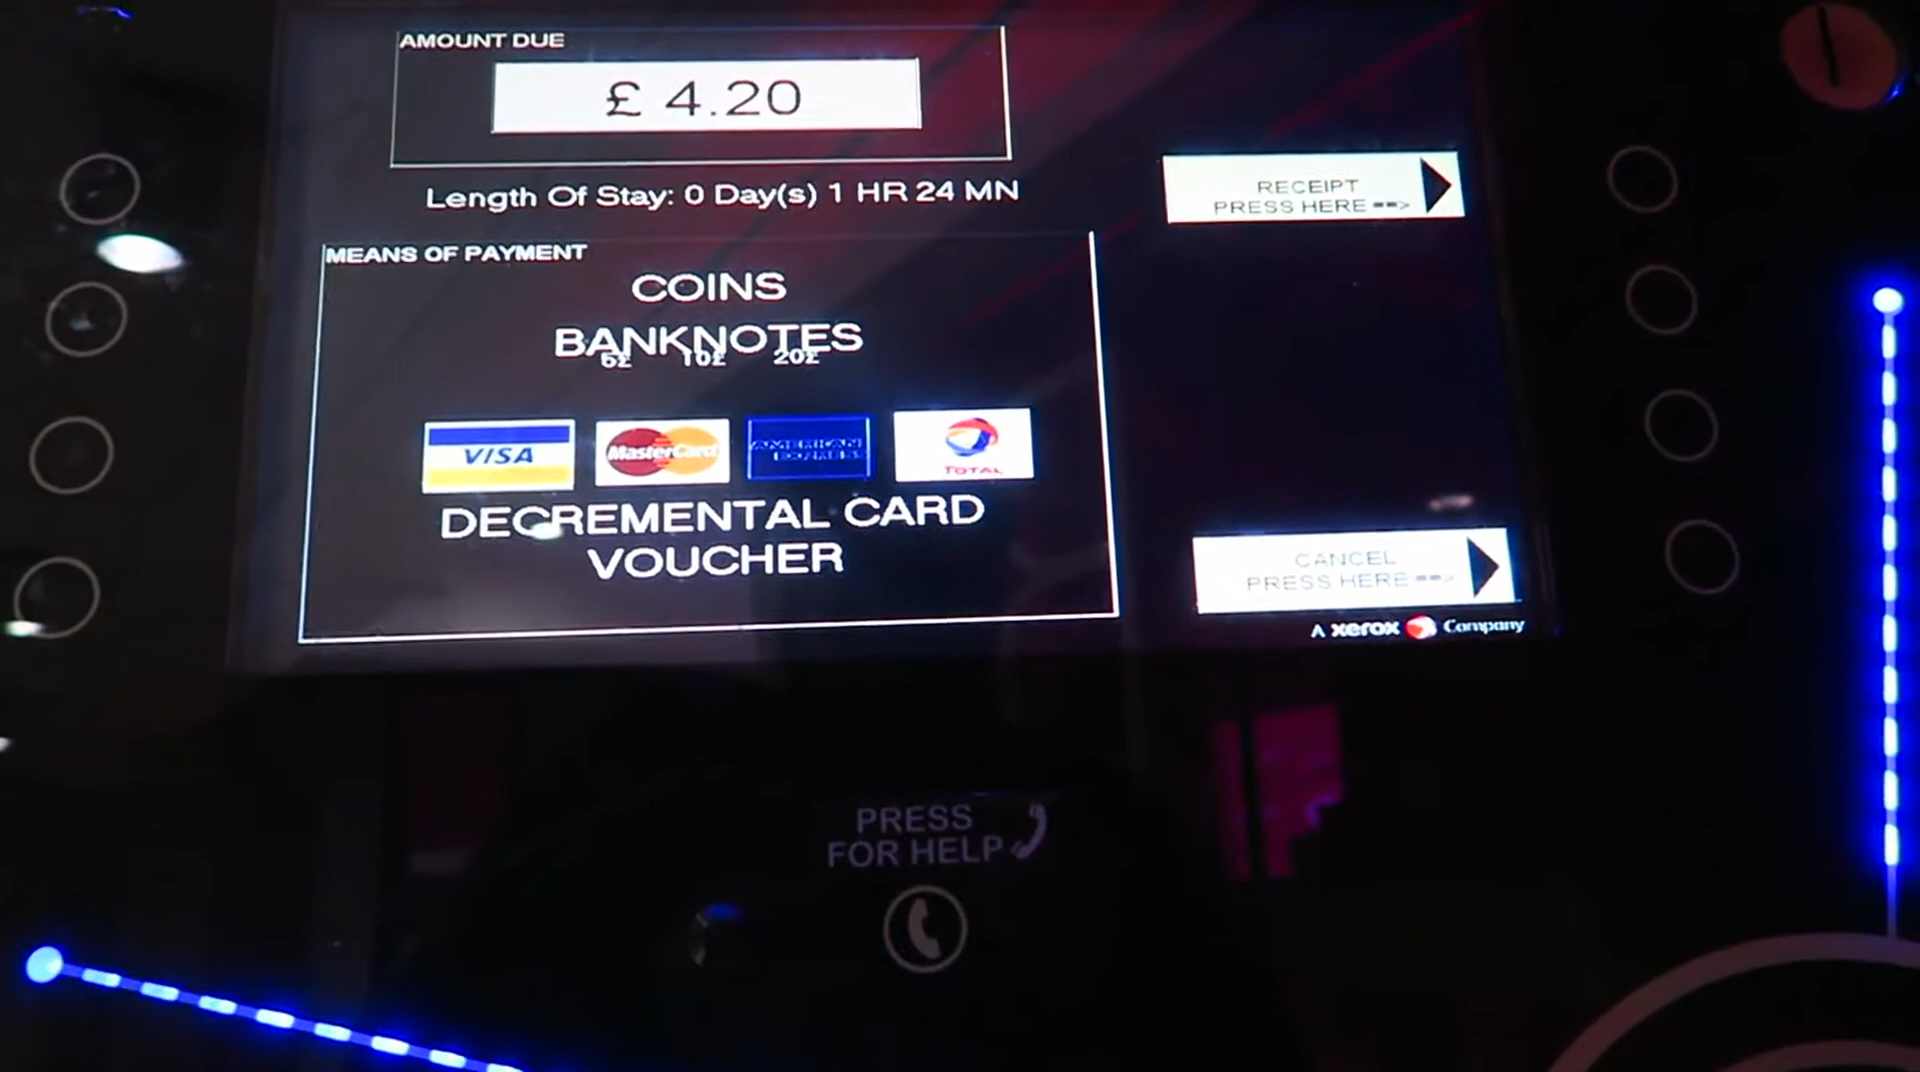 AMOUNT DUE
£ 4.20
Length Of Stay: 0 Day(s) 1 HR 24 MN
RECEIPT
PRESS HERE ==>
MEANS OF PAYMENT
COINS
BANKNOTES
5£ 10£ 20£
VISA
MasterCard
AMERICAN
EXPRESS
TOTAL
DECREMENTAL CARD
VOUCHER
CANCEL
PRESS HERE ==>
A xerox Company
PRESS
FOR HELP